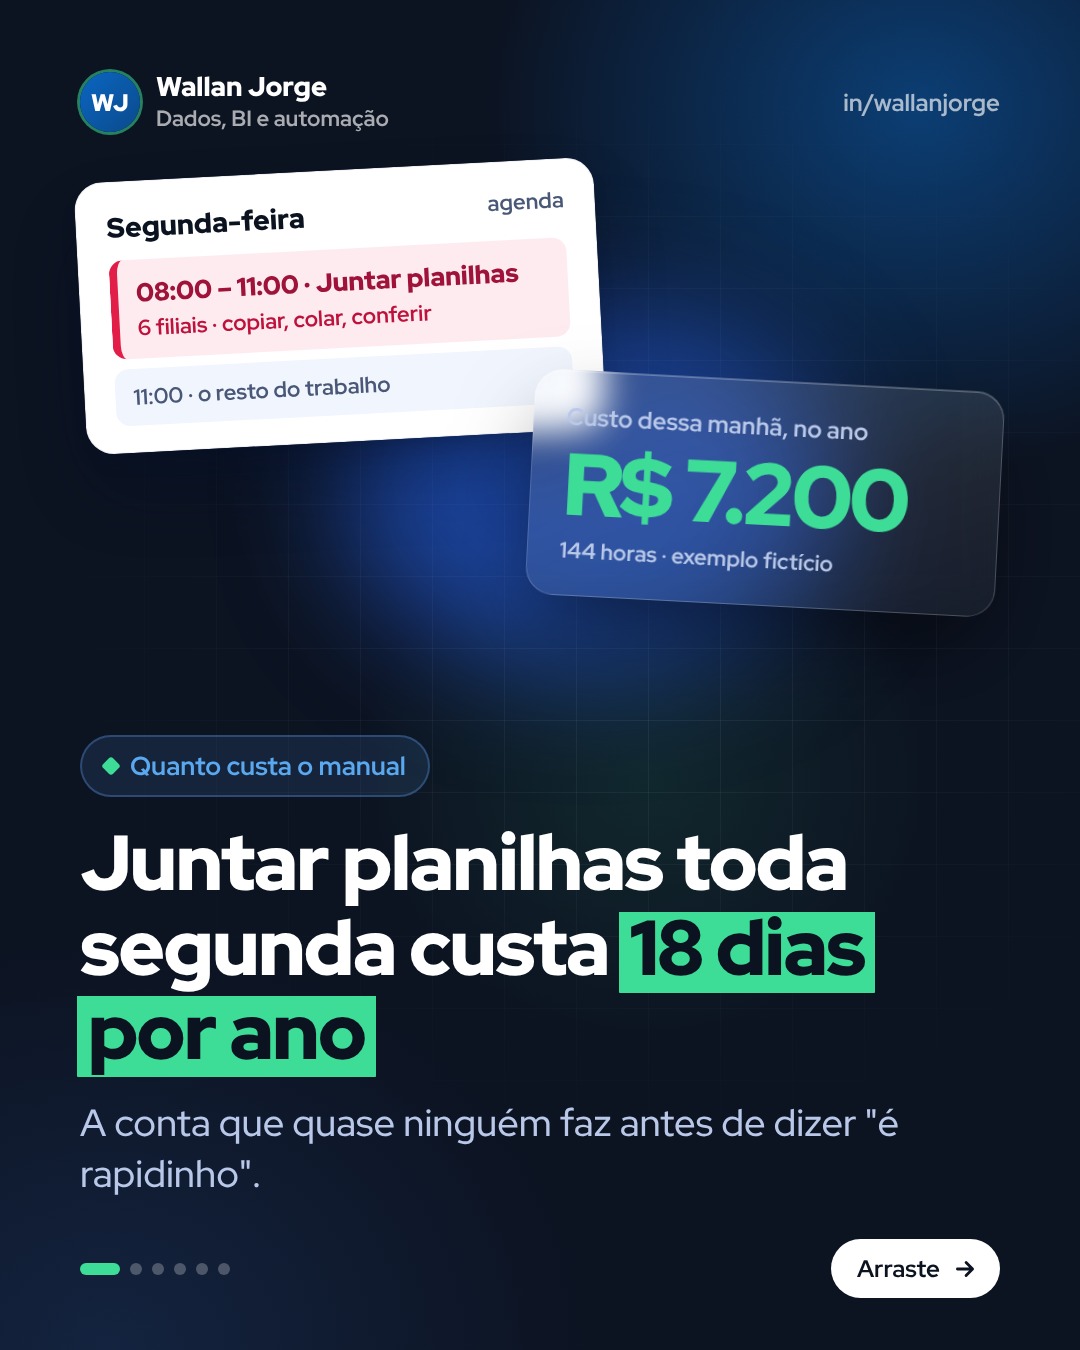 WJ
Wallan Jorge
Dados, BI e automação
in/wallanjorge
Segunda-feira
agenda
08:00 – 11:00 · Juntar planilhas
6 filiais · copiar, colar, conferir
11:00 · o resto do trabalho
Custo dessa manhã, no ano
R$ 7.200
144 horas · exemplo fictício
Quanto custa o manual
Juntar planilhas toda
segunda custa 18 dias
por ano
A conta que quase ninguém faz antes de dizer "é
rapidinho".
Arraste →